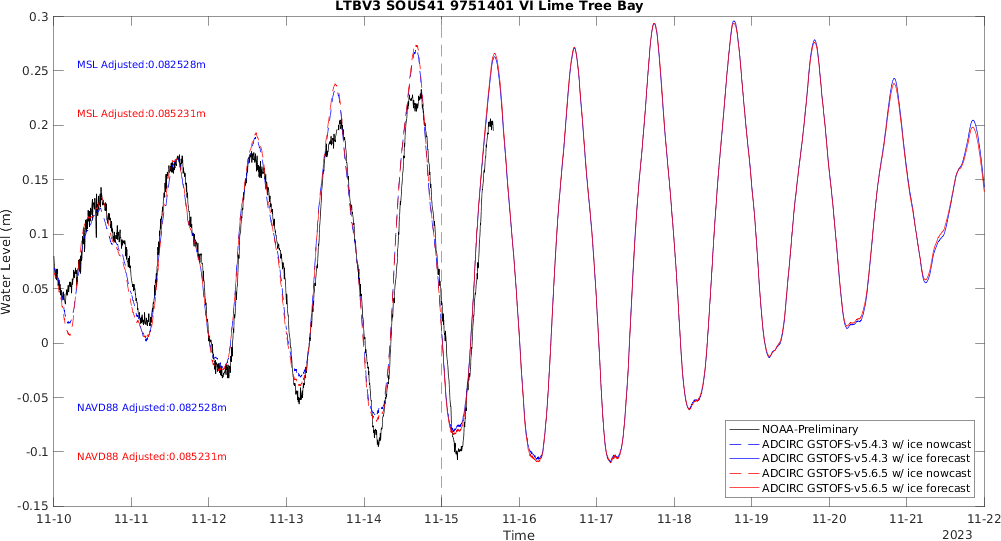 LTBV3 SOUS41 9751401 VI Lime Tree Bay
0.3
0.25
0.2
0.15
0.1
0.05
0
-0.05
-0.1
-0.15
Water Level (m)
MSL Adjusted:0.082528m
MSL Adjusted:0.085231m
NAVD88 Adjusted:0.082528m
NAVD88 Adjusted:0.085231m
NOAA-Preliminary
ADCIRC GSTOFS-v5.4.3 w/ ice nowcast
ADCIRC GSTOFS-v5.4.3 w/ ice forecast
ADCIRC GSTOFS-v5.6.5 w/ ice nowcast
ADCIRC GSTOFS-v5.6.5 w/ ice forecast
11-10 11-11 11-12 11-13 11-14 11-15 11-16 11-17 11-18 11-19 11-20 11-21 11-22
Time
2023